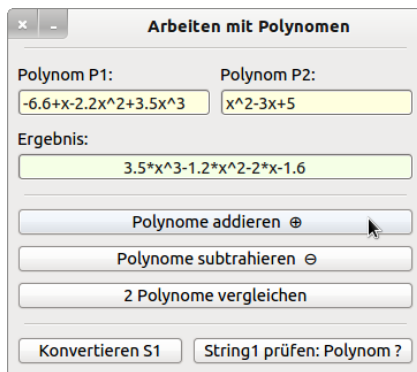 Arbeiten mit Polynomen
Polynom P1: Polynom P2:
-6.6+x-2.2x^2+3.5x^3 x^2-3x+5
Ergebnis:
3.5*x^3-1.2*x^2-2*x-1.6
Polynome addieren ⊕
Polynome subtrahieren ⊖
2 Polynome vergleichen
Konvertieren S1 String1 prüfen: Polynom ?